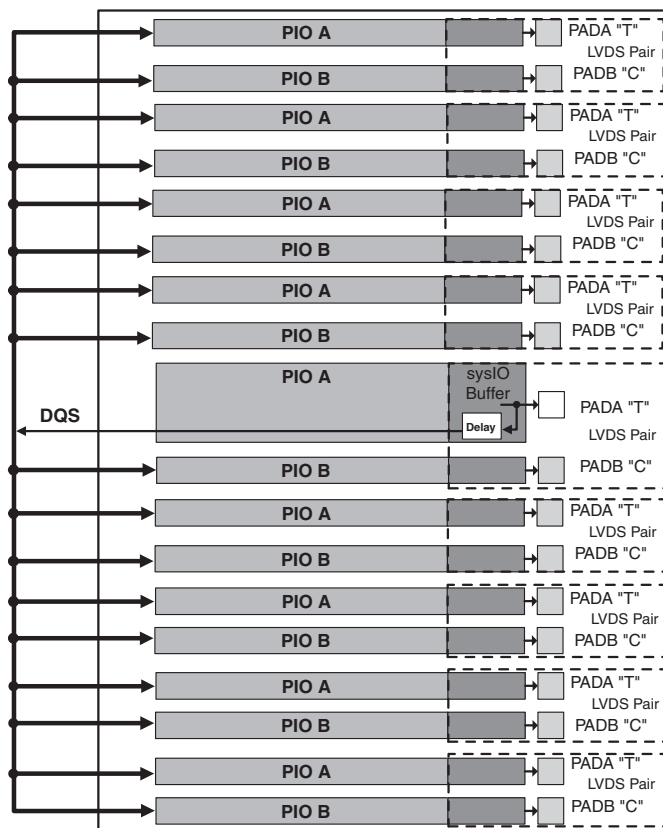 PIO A
PADA "T"
LVDS Pair
PIO B
PADB "C"
PIO A
PADA "T"
LVDS Pair
PIO B
PADB "C"
PIO A
PADA "T"
LVDS Pair
PIO B
PADB "C"
PIO A
PADA "T"
LVDS Pair
PIO B
PADB "C"
PIO A
sysIO
Buffer
PADA "T"
DQS
Delay
LVDS Pair
PIO B
PADB "C"
PIO A
PADA "T"
LVDS Pair
PIO B
PADB "C"
PIO A
PADA "T"
LVDS Pair
PIO B
PADB "C"
PIO A
PADA "T"
LVDS Pair
PIO B
PADB "C"
PIO A
PADA "T"
LVDS Pair
PIO B
PADB "C"